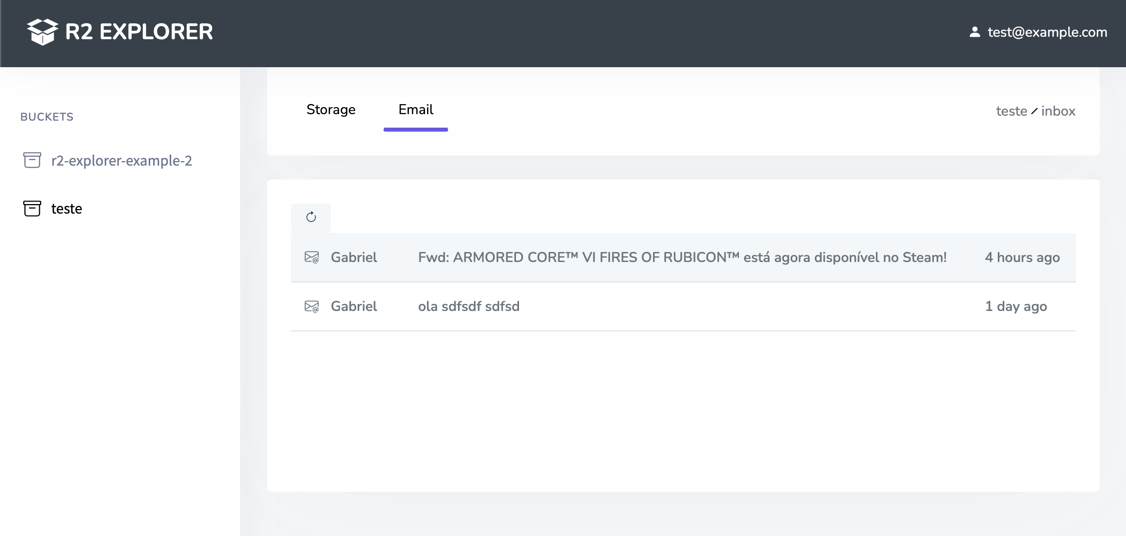 R2 EXPLORER
test@example.com
BUCKETS
r2-explorer-example-2
teste
Storage
Email
teste / inbox
Gabriel Fwd: ARMORED CORE™ VI FIRES OF RUBICON™ está agora disponível no Steam! 4 hours ago
Gabriel ola sdfsdf sdfsd 1 day ago